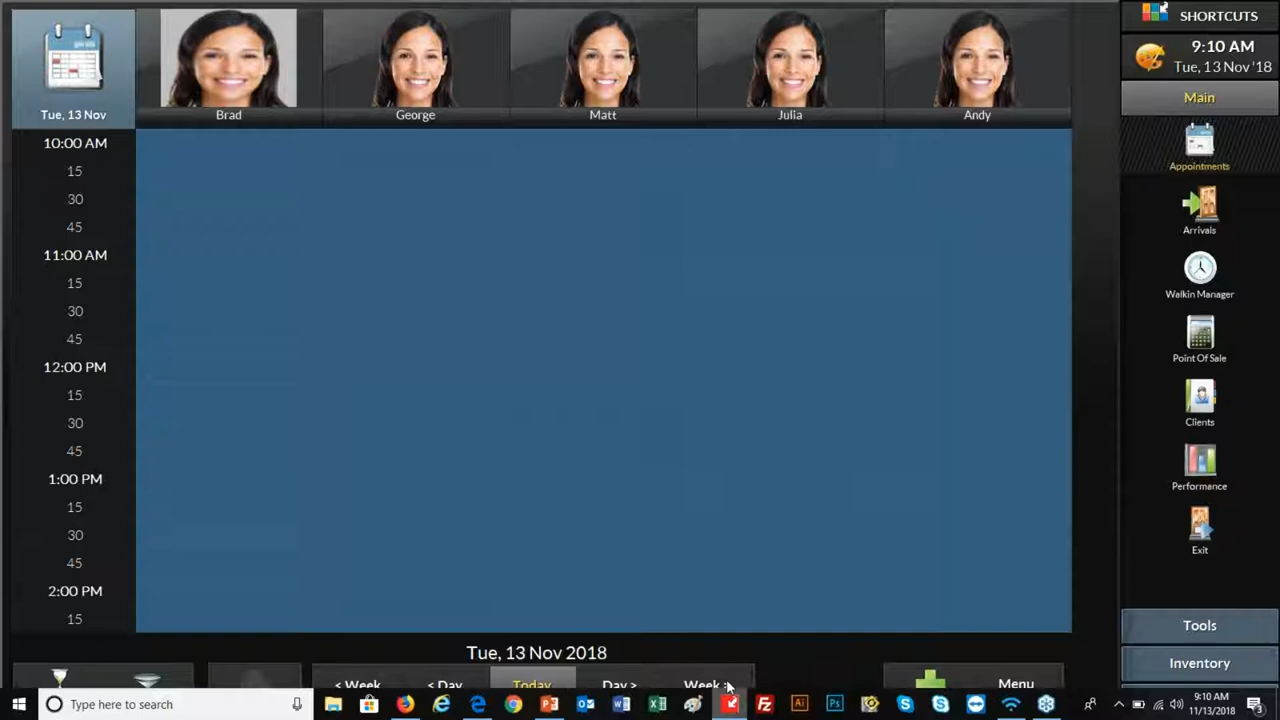 SHORTCUTS
9:10 AM
Tue, 13 Nov '18
Main
Appointments
Arrivals
Walkin Manager
Point Of Sale
Clients
Performance
Exit
Tools
Inventory
Tue, 13 Nov
Brad
George
Matt
Julia
Andy
10:00 AM
15
30
45
11:00 AM
15
30
45
12:00 PM
15
30
45
1:00 PM
15
30
45
2:00 PM
15
Tue, 13 Nov 2018
< Week
< Day
Today
Day >
Week >
Menu
Type here to search
9:10 AM
11/13/2018